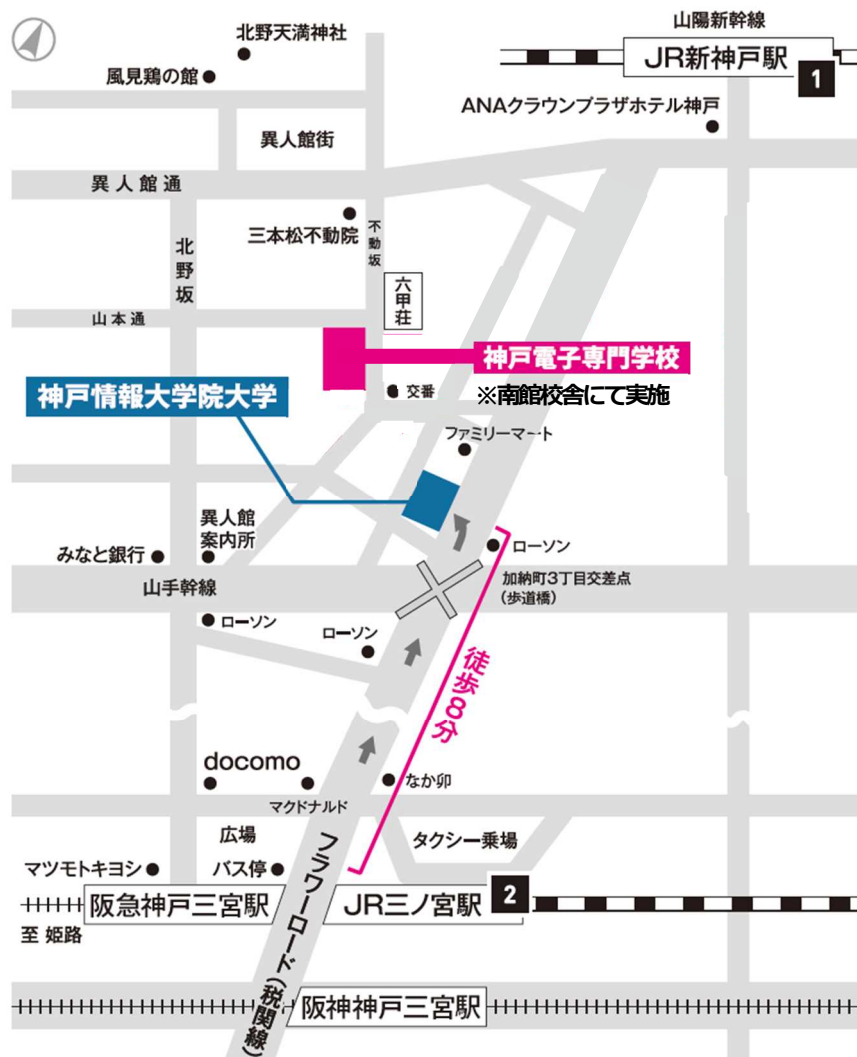 山陽新幹線
北野天満神社
JR新神戸駅
1
風見鶏の館
ANAクラウンプラザホテル神戸
異人館街
異人館通
三本松不動院
不動坂
北野坂
六甲荘
山本通
神戸電子専門学校
神戸情報大学院大学
交番
※南館校舎にて実施
ファミリーマート
異人館
案内所
みなと銀行
ローソン
山手幹線
加納町3丁目交差点
(歩道橋)
ローソン
ローソン
徒歩8分
docomo
なか卯
マクドナルド
広場
タクシー乗場
マツモトキヨシ
バス停
フラワーロード(税関線)
阪急神戸三宮駅
JR三ノ宮駅
2
至 姫路
阪神神戸三宮駅